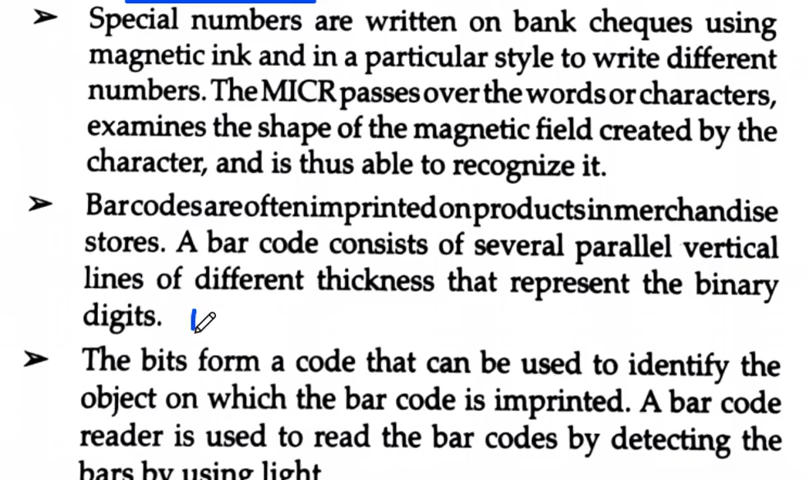 ➢ Special numbers are written on bank cheques using
magnetic ink and in a particular style to write different
numbers. The MICR passes over the words or characters,
examines the shape of the magnetic field created by the
character, and is thus able to recognize it.
➢ Bar codes are often imprinted on products in merchandise
stores. A bar code consists of several parallel vertical
lines of different thickness that represent the binary
digits.
➢ The bits form a code that can be used to identify the
object on which the bar code is imprinted. A bar code
reader is used to read the bar codes by detecting the
bars by using light